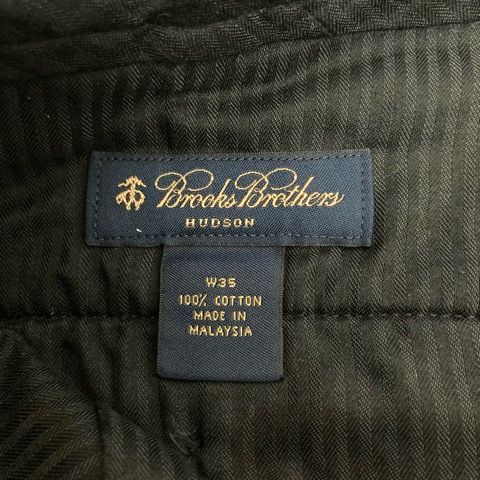 Brooks Brothers
HUDSON
W35
100% COTTON
MADE IN
MALAYSIA